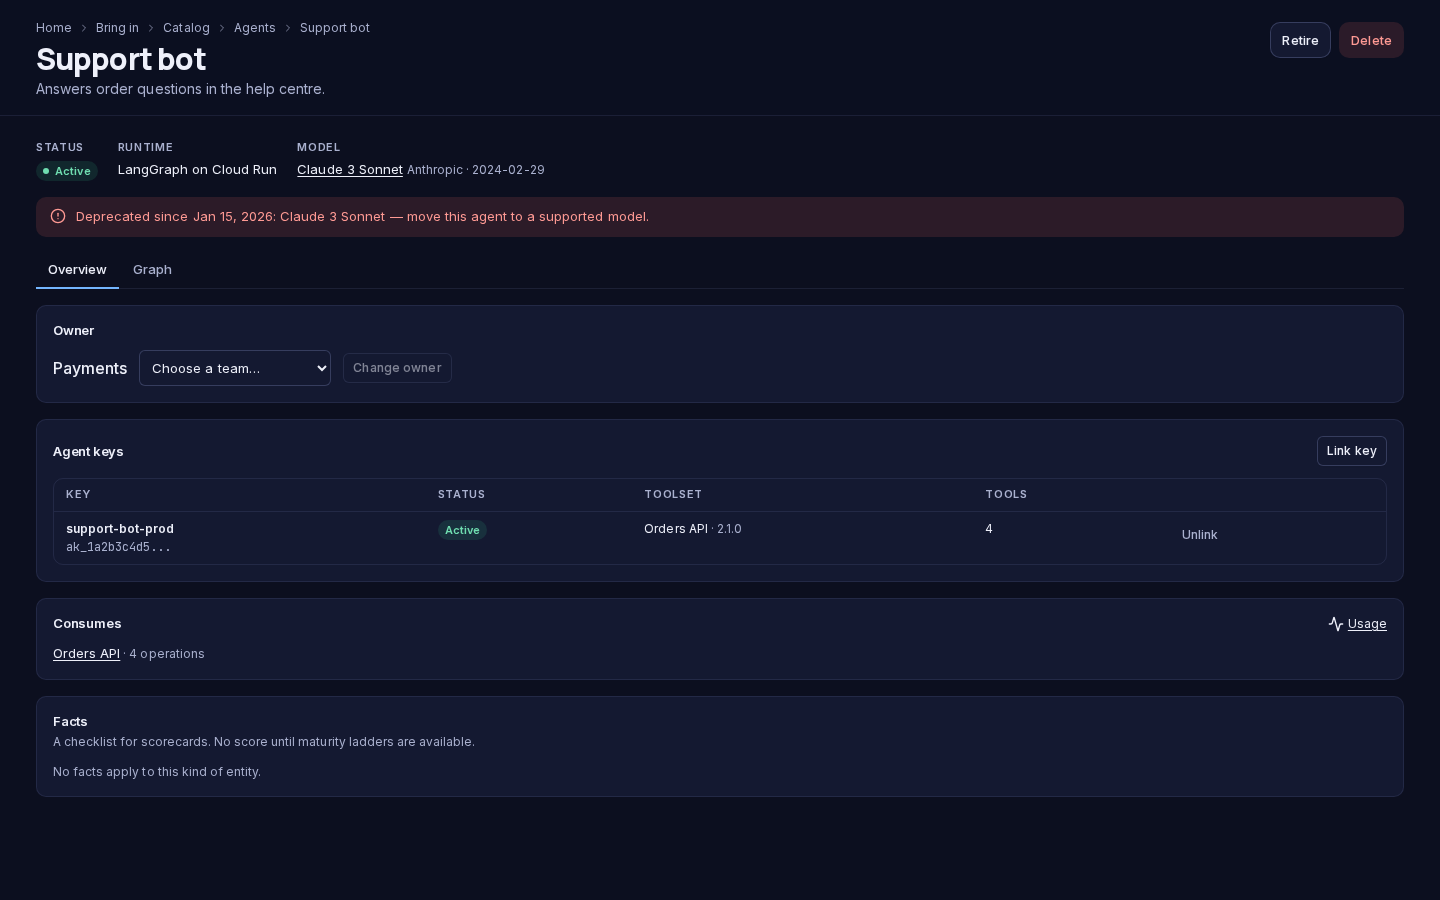 Home > Bring in > Catalog > Agents > Support bot
Support bot
Answers order questions in the help centre.
Retire
Delete
STATUS RUNTIME MODEL
Active LangGraph on Cloud Run Claude 3 Sonnet Anthropic · 2024-02-29
Deprecated since Jan 15, 2026: Claude 3 Sonnet — move this agent to a supported model.
Overview Graph
Owner
Payments Choose a team… Change owner
Agent keys Link key
KEY STATUS TOOLSET TOOLS
support-bot-prod Active Orders API · 2.1.0 4 Unlink
ak_1a2b3c4d5...
Consumes Usage
Orders API · 4 operations
Facts
A checklist for scorecards. No score until maturity ladders are available.
No facts apply to this kind of entity.